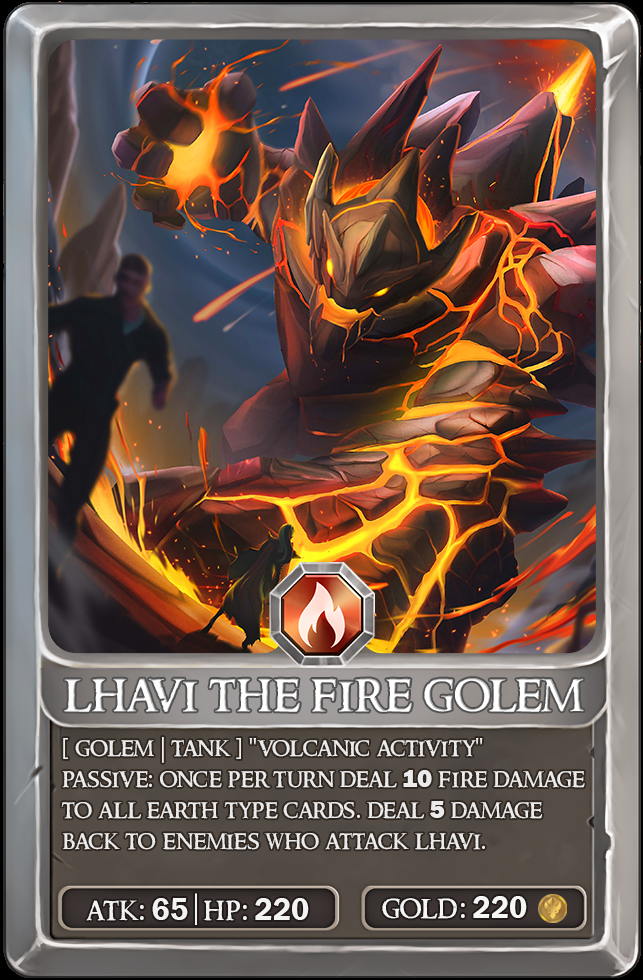 LHAVI THE FIRE GOLEM
[ GOLEM | TANK ] "VOLCANIC ACTIVITY"
PASSIVE: ONCE PER TURN DEAL 10 FIRE DAMAGE
TO ALL EARTH TYPE CARDS. DEAL 5 DAMAGE
BACK TO ENEMIES WHO ATTACK LHAVI.
ATK: 65 | HP: 220 GOLD: 220